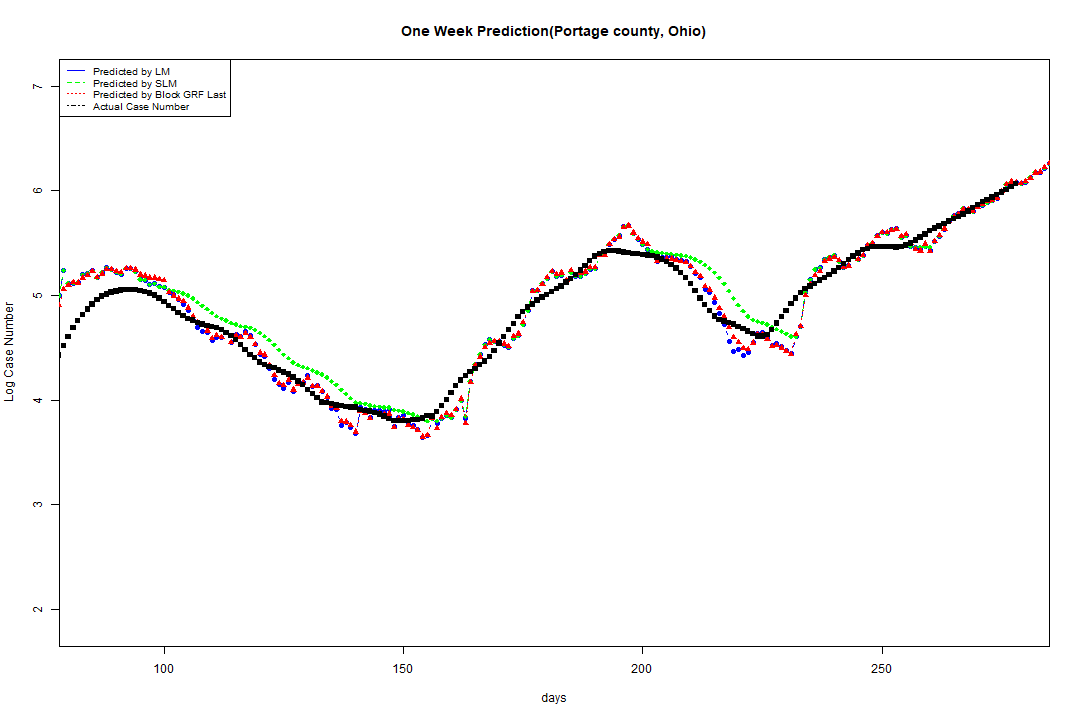 One Week Prediction(Portage county, Ohio)
Predicted by LM
Predicted by SLM
Predicted by Block GRF Last
Actual Case Number
7
6
5
4
3
2
Log Case Number
100
150
200
250
days